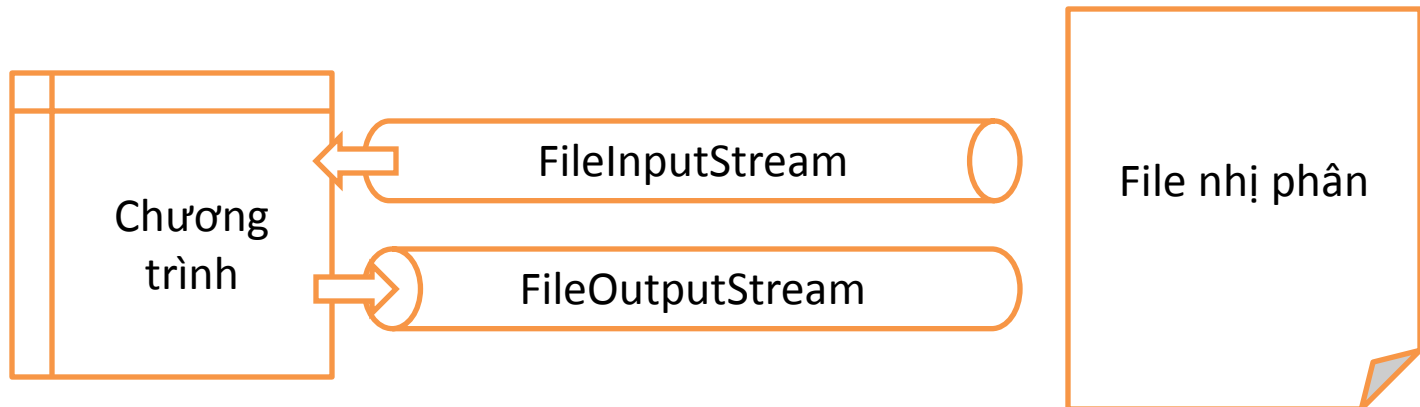 Chương
trình
FileInputStream
FileOutputStream
File nhị phân